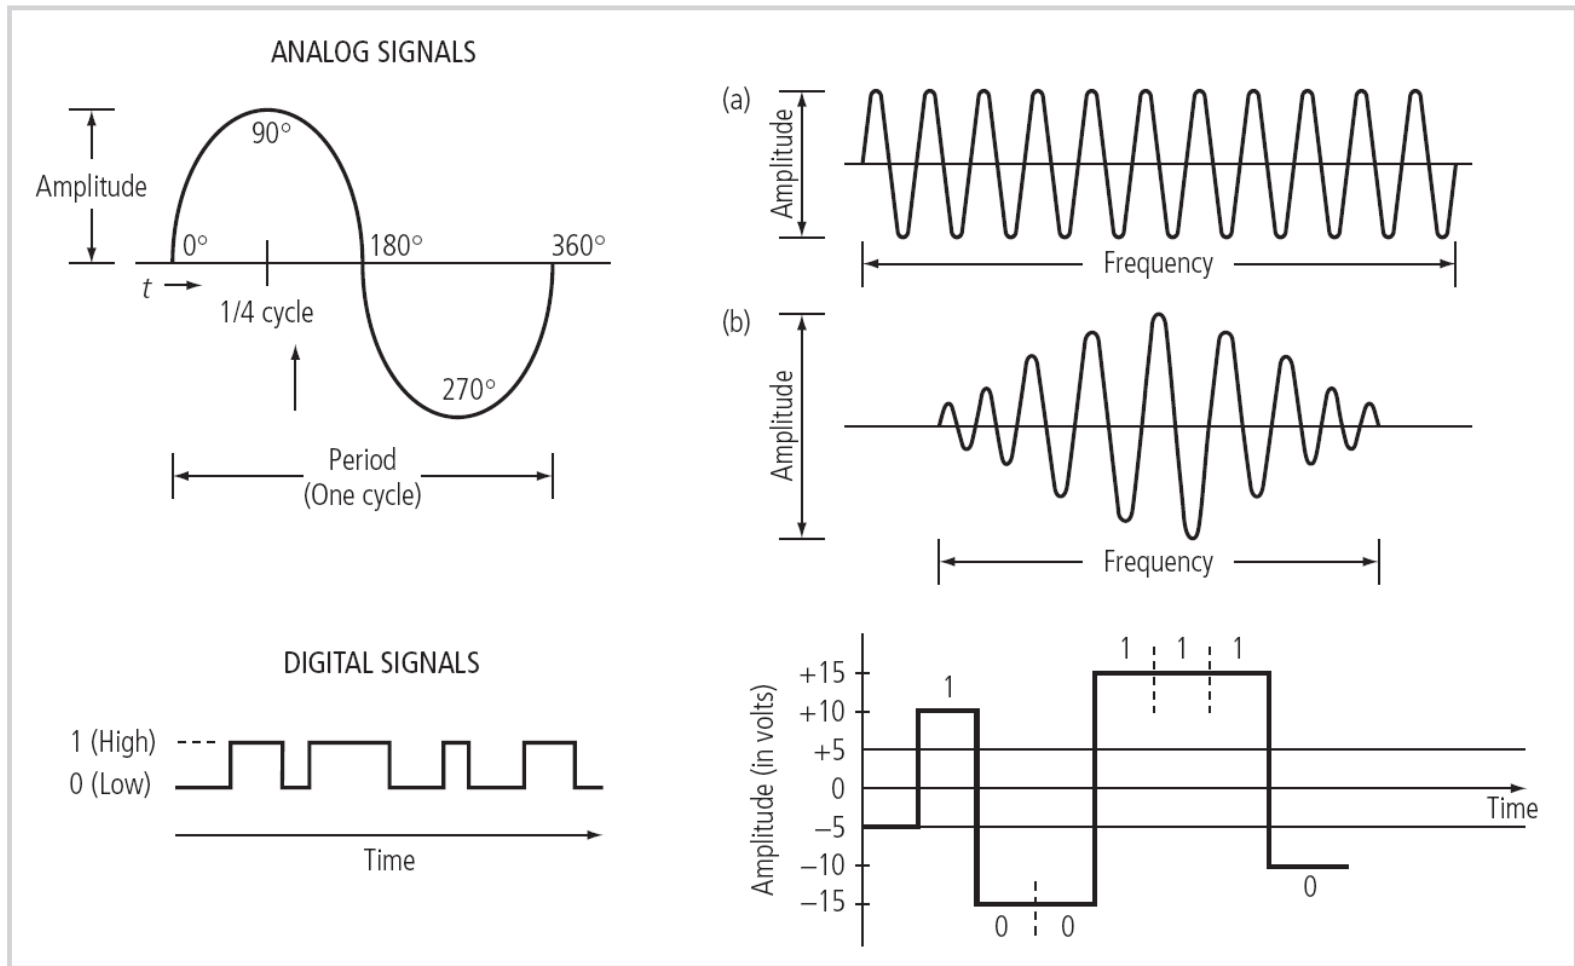 ANALOG SIGNALS
Amplitude
90°
0°
180°
360°
t
1/4 cycle
270°
Period
(One cycle)
(a)
Amplitude
Frequency
(b)
Amplitude
Frequency
DIGITAL SIGNALS
1 (High)
0 (Low)
Time
Amplitude (in volts)
+15
+10
+5
0
−5
−10
−15
1
0 0
1 1 1
0
Time